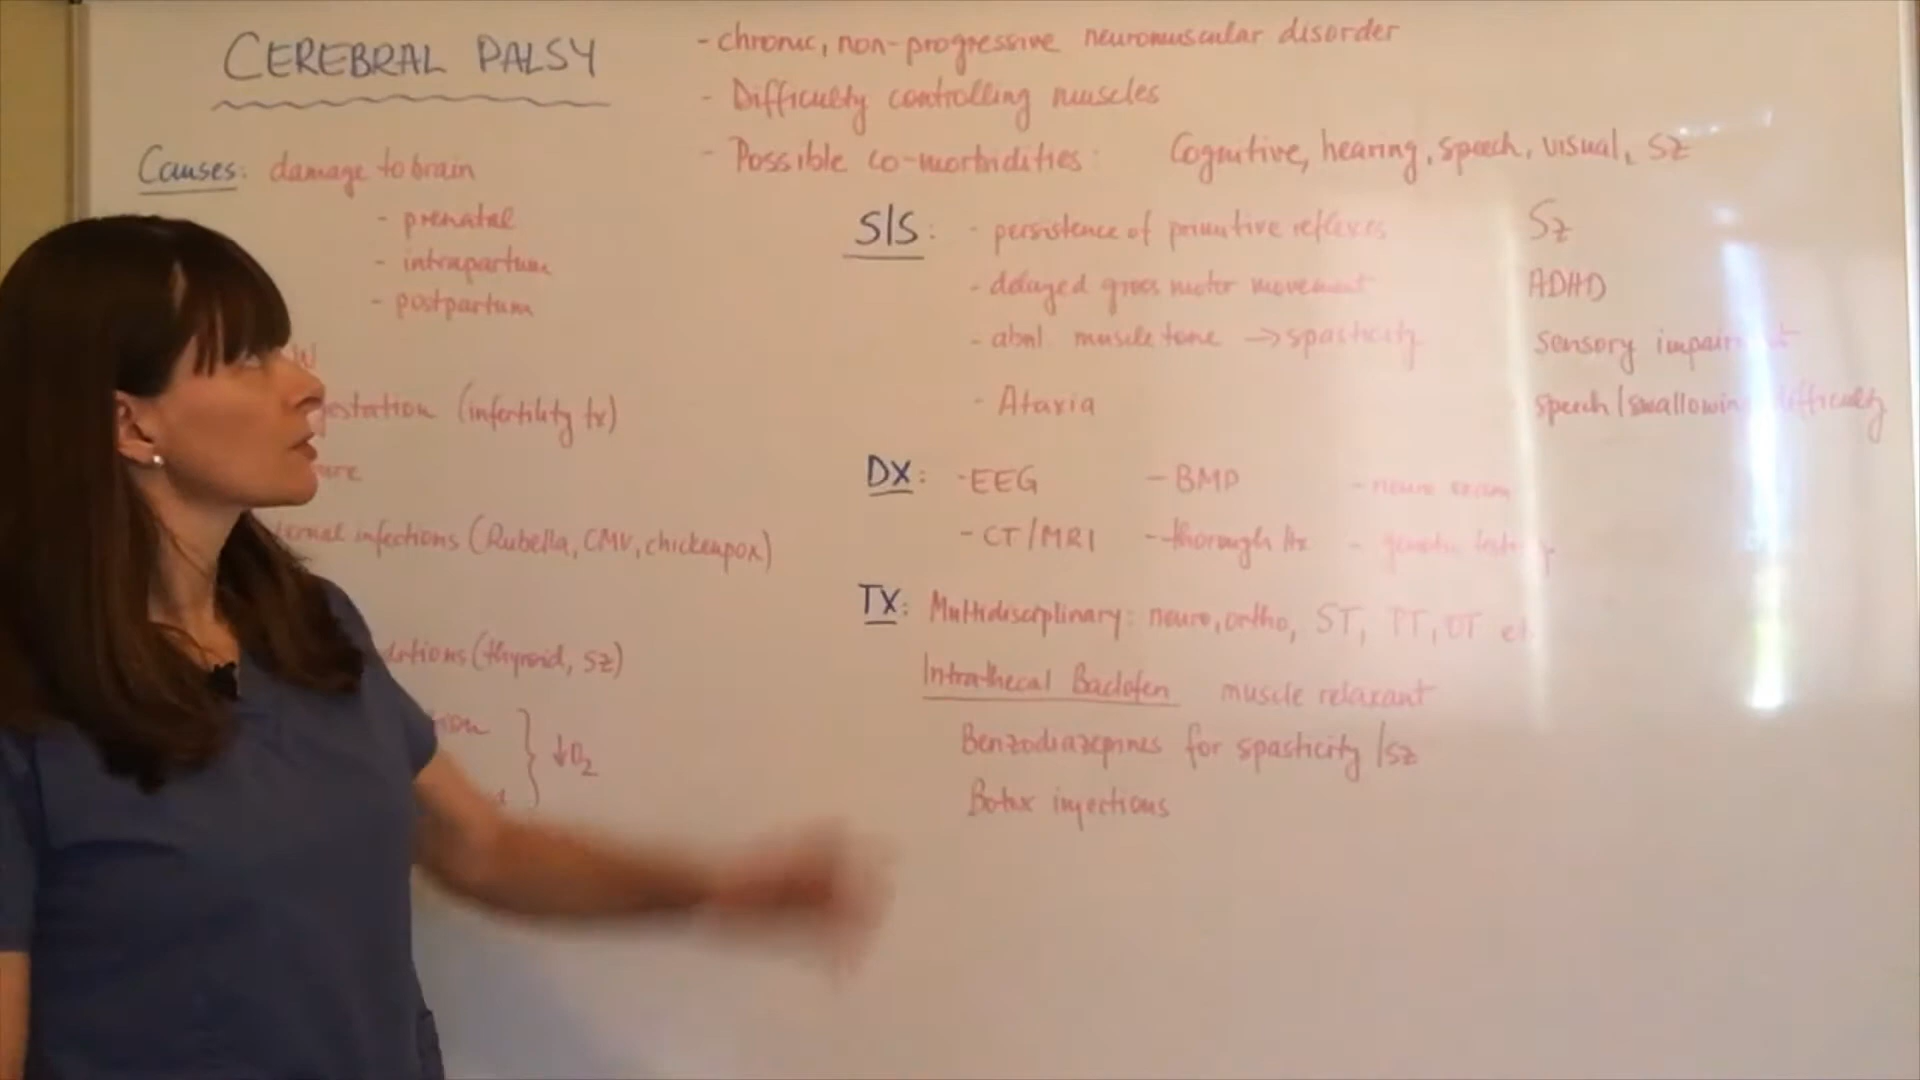 CEREBRAL PALSY
- chronic, non-progressive neuromuscular disorder
- Difficulty controlling muscles
- Possible co-morbidities: Cognitive, hearing, speech, visual, SZ
Causes: damage to brain
- prenatal
- intrapartum
- postpartum
(infertility tx)
infections (Rubella, CMV, chickenpox)
(thyroid, SZ)
} ↓O2
S/S: - persistence of primitive reflexes
- delayed gross motor movement
- abnl. muscle tone → spasticity
- Ataxia
SZ
ADHD
sensory
speech/swallowing difficulty
DX: - EEG
- BMP
- neuro exam
- CT/MRI
- thorough Hx
- genetic
TX: Multidisciplinary: neuro, ortho, ST, PT, OT
Intrathecal Baclofen muscle relaxant
Benzodiazepines for spasticity/SZ
Botox injections